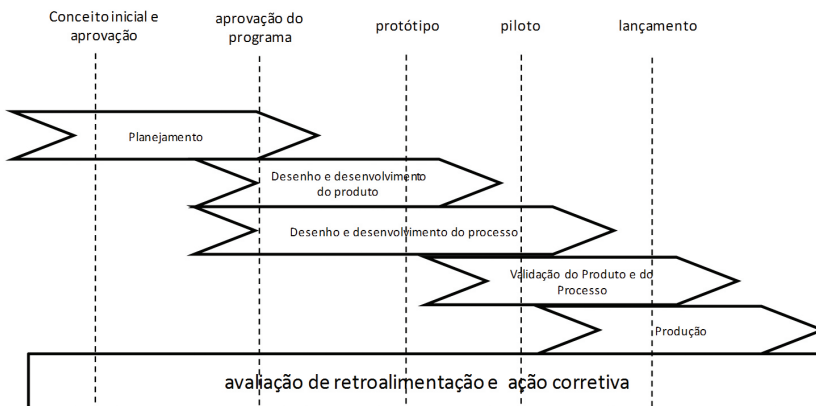 Conceito inicial e
aprovação
aprovação do
programa
protótipo
piloto
lançamento
Planejamento
Desenho e desenvolvimento
do produto
Desenho e desenvolvimento do processo
Validação do Produto e do
Processo
Produção
avaliação de retroalimentação e ação corretiva